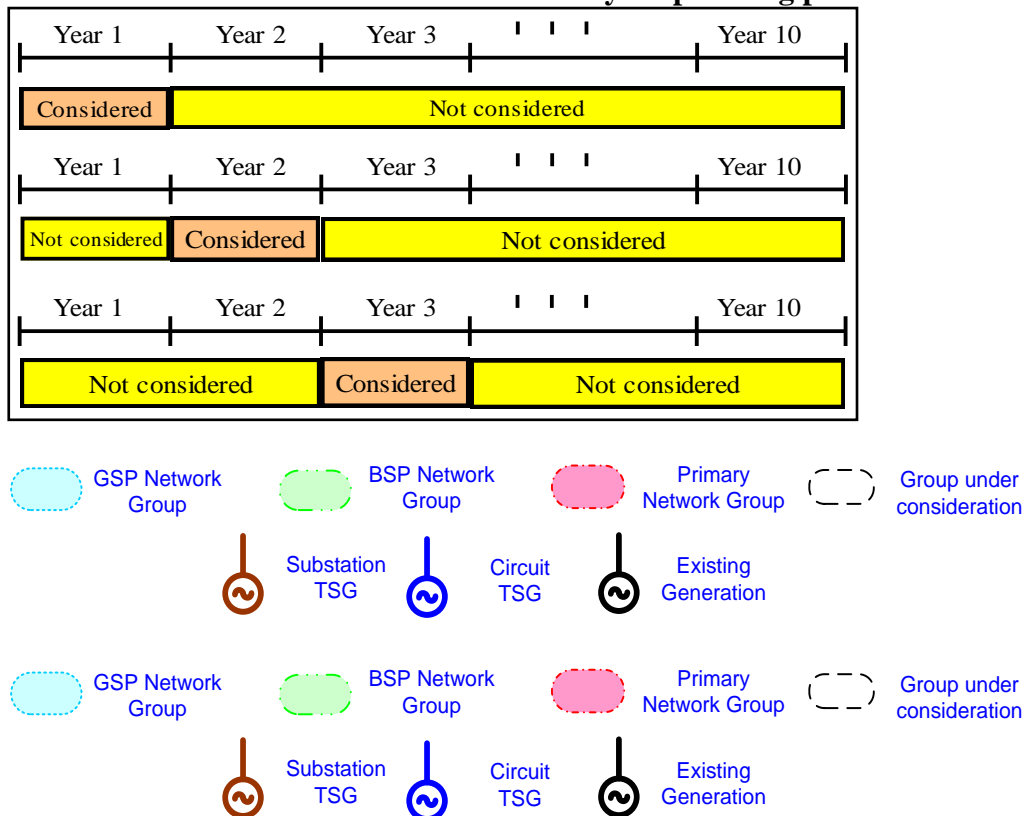 Year 1 Year 2 Year 3 Year 10
Considered Not considered
Year 1 Year 2 Year 3 Year 10
Not considered Considered Not considered
Year 1 Year 2 Year 3 Year 10
Not considered Considered Not considered
GSP Network
Group
BSP Network
Group
Primary
Network Group
Group under
consideration
Substation
TSG
Circuit
TSG
Existing
Generation
GSP Network
Group
BSP Network
Group
Primary
Network Group
Group under
consideration
Substation
TSG
Circuit
TSG
Existing
Generation